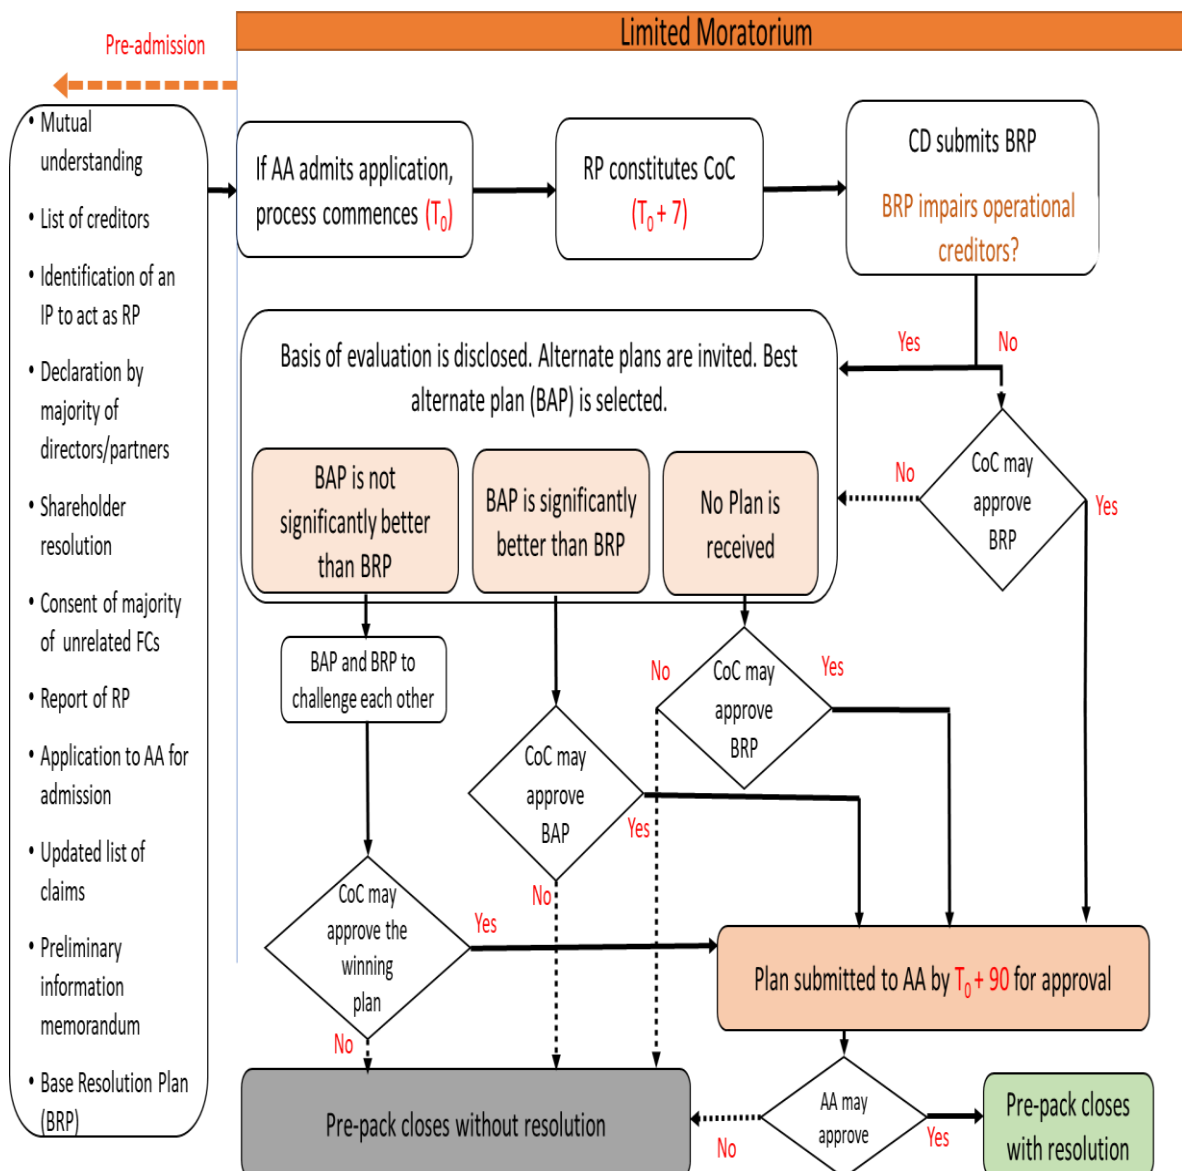 Limited Moratorium
Pre-admission
• Mutual
understanding
• List of creditors
• Identification of an
IP to act as RP
• Declaration by
majority of
directors/partners
• Shareholder
resolution
• Consent of majority
of unrelated FCs
• Report of RP
• Application to AA for
admission
• Updated list of
claims
• Preliminary
information
memorandum
• Base Resolution Plan
(BRP)
If AA admits application,
process commences (T₀)
RP constitutes CoC
(T₀ + 7)
CD submits BRP
BRP impairs operational
creditors?
Yes
No
Basis of evaluation is disclosed. Alternate plans are invited. Best
alternate plan (BAP) is selected.
BAP is not
significantly better
than BRP
BAP is significantly
better than BRP
No Plan is
received
CoC may
approve
BRP
No
Yes
BAP and BRP to
challenge each other
CoC may
approve
BRP
No
Yes
CoC may
approve
BAP
Yes
No
CoC may
approve the
winning
plan
Yes
No
Plan submitted to AA by T₀ + 90 for approval
Pre-pack closes without resolution
AA may
approve
No
Yes
Pre-pack closes
with resolution